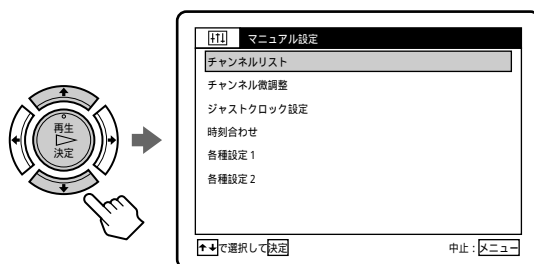 再生
決定
マニュアル設定
チャンネルリスト
チャンネル微調整
ジャストクロック設定
時刻合わせ
各種設定1
各種設定2
で選択して決定
中止:メニュー